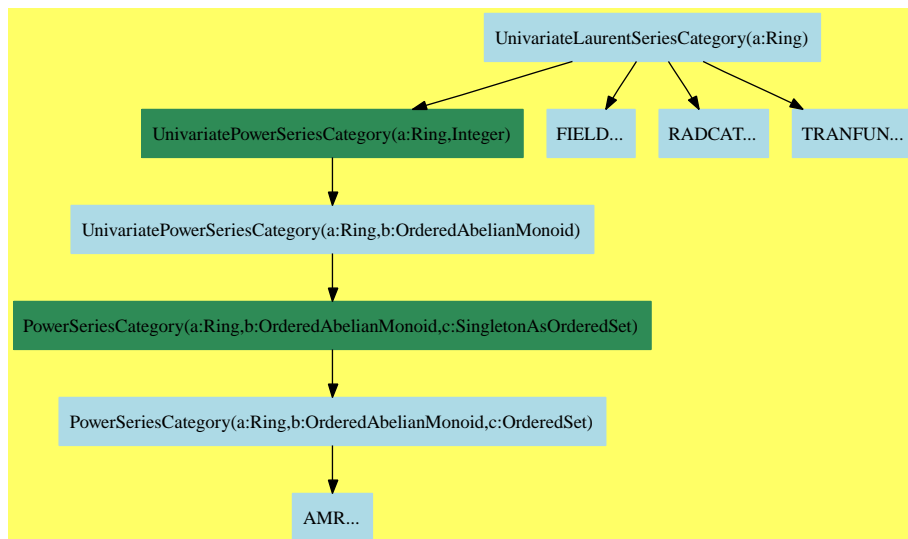 UnivariateLaurentSeriesCategory(a:Ring)
UnivariatePowerSeriesCategory(a:Ring,Integer)
FIELD...
RADCAT...
TRANFUN...
UnivariatePowerSeriesCategory(a:Ring,b:OrderedAbelianMonoid)
PowerSeriesCategory(a:Ring,b:OrderedAbelianMonoid,c:SingletonAsOrderedSet)
PowerSeriesCategory(a:Ring,b:OrderedAbelianMonoid,c:OrderedSet)
AMR...